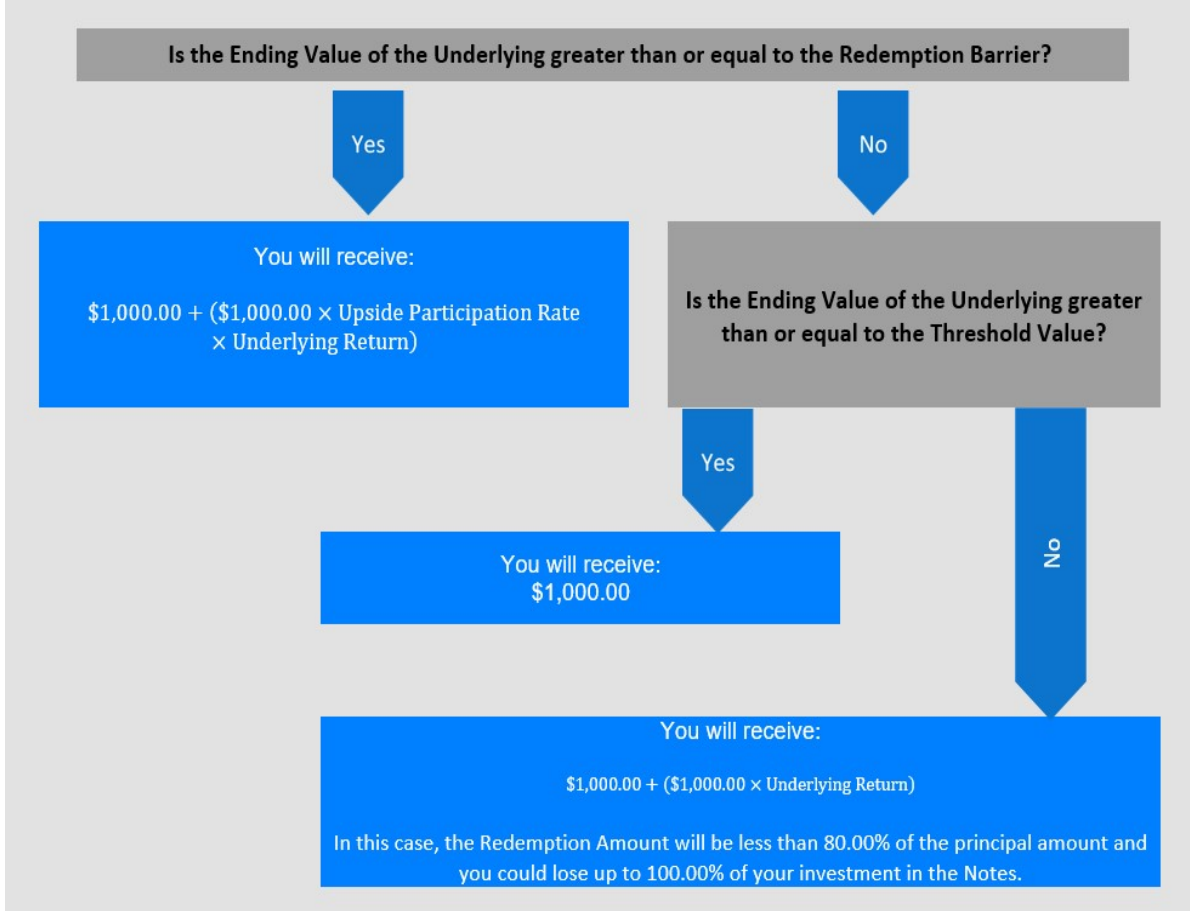 Is the Ending Value of the Underlying greater than or equal to the Redemption Barrier?
Yes
No
You will receive:
$1,000.00 + ($1,000.00 × Upside Participation Rate
× Underlying Return)
Is the Ending Value of the Underlying greater
than or equal to the Threshold Value?
Yes
No
You will receive:
$1,000.00
You will receive:
$1,000.00 + ($1,000.00 × Underlying Return)
In this case, the Redemption Amount will be less than 80.00% of the principal amount and
you could lose up to 100.00% of your investment in the Notes.